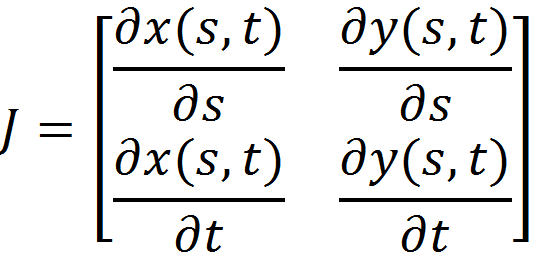 J = [ ∂x(s,t)/∂s ∂y(s,t)/∂s
∂x(s,t)/∂t ∂y(s,t)/∂t ]